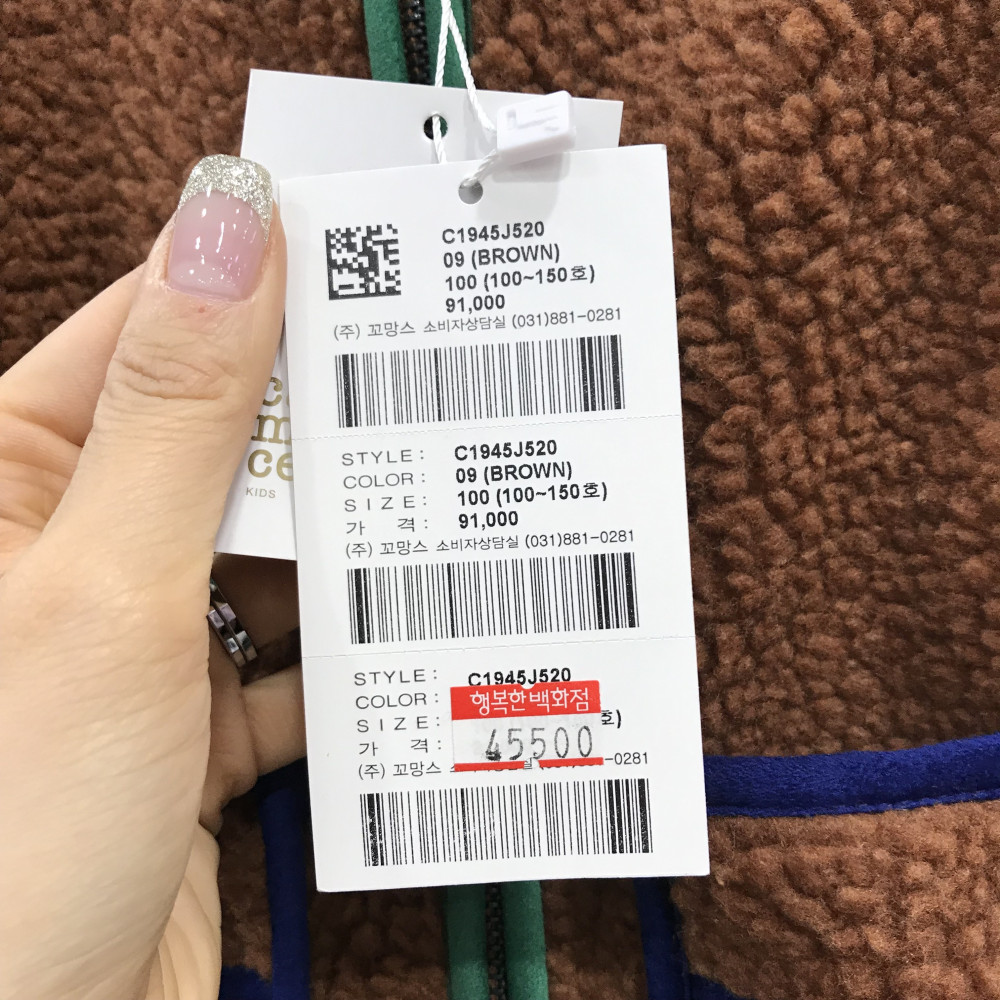 C1945J520
09 (BROWN)
100 (100~150호)
91,000
(주) 꼬망스 소비자상담실 (031)881-0281
STYLE : C1945J520
COLOR : 09 (BROWN)
SIZE : 100 (100~150호)
가 격 : 91,000
(주) 꼬망스 소비자상담실 (031)881-0281
STYLE : C1945J520
COLOR :
행복한백화점
SIZE : 호)
가 격 : 45500
(주) 꼬망스 -0281
KIDS